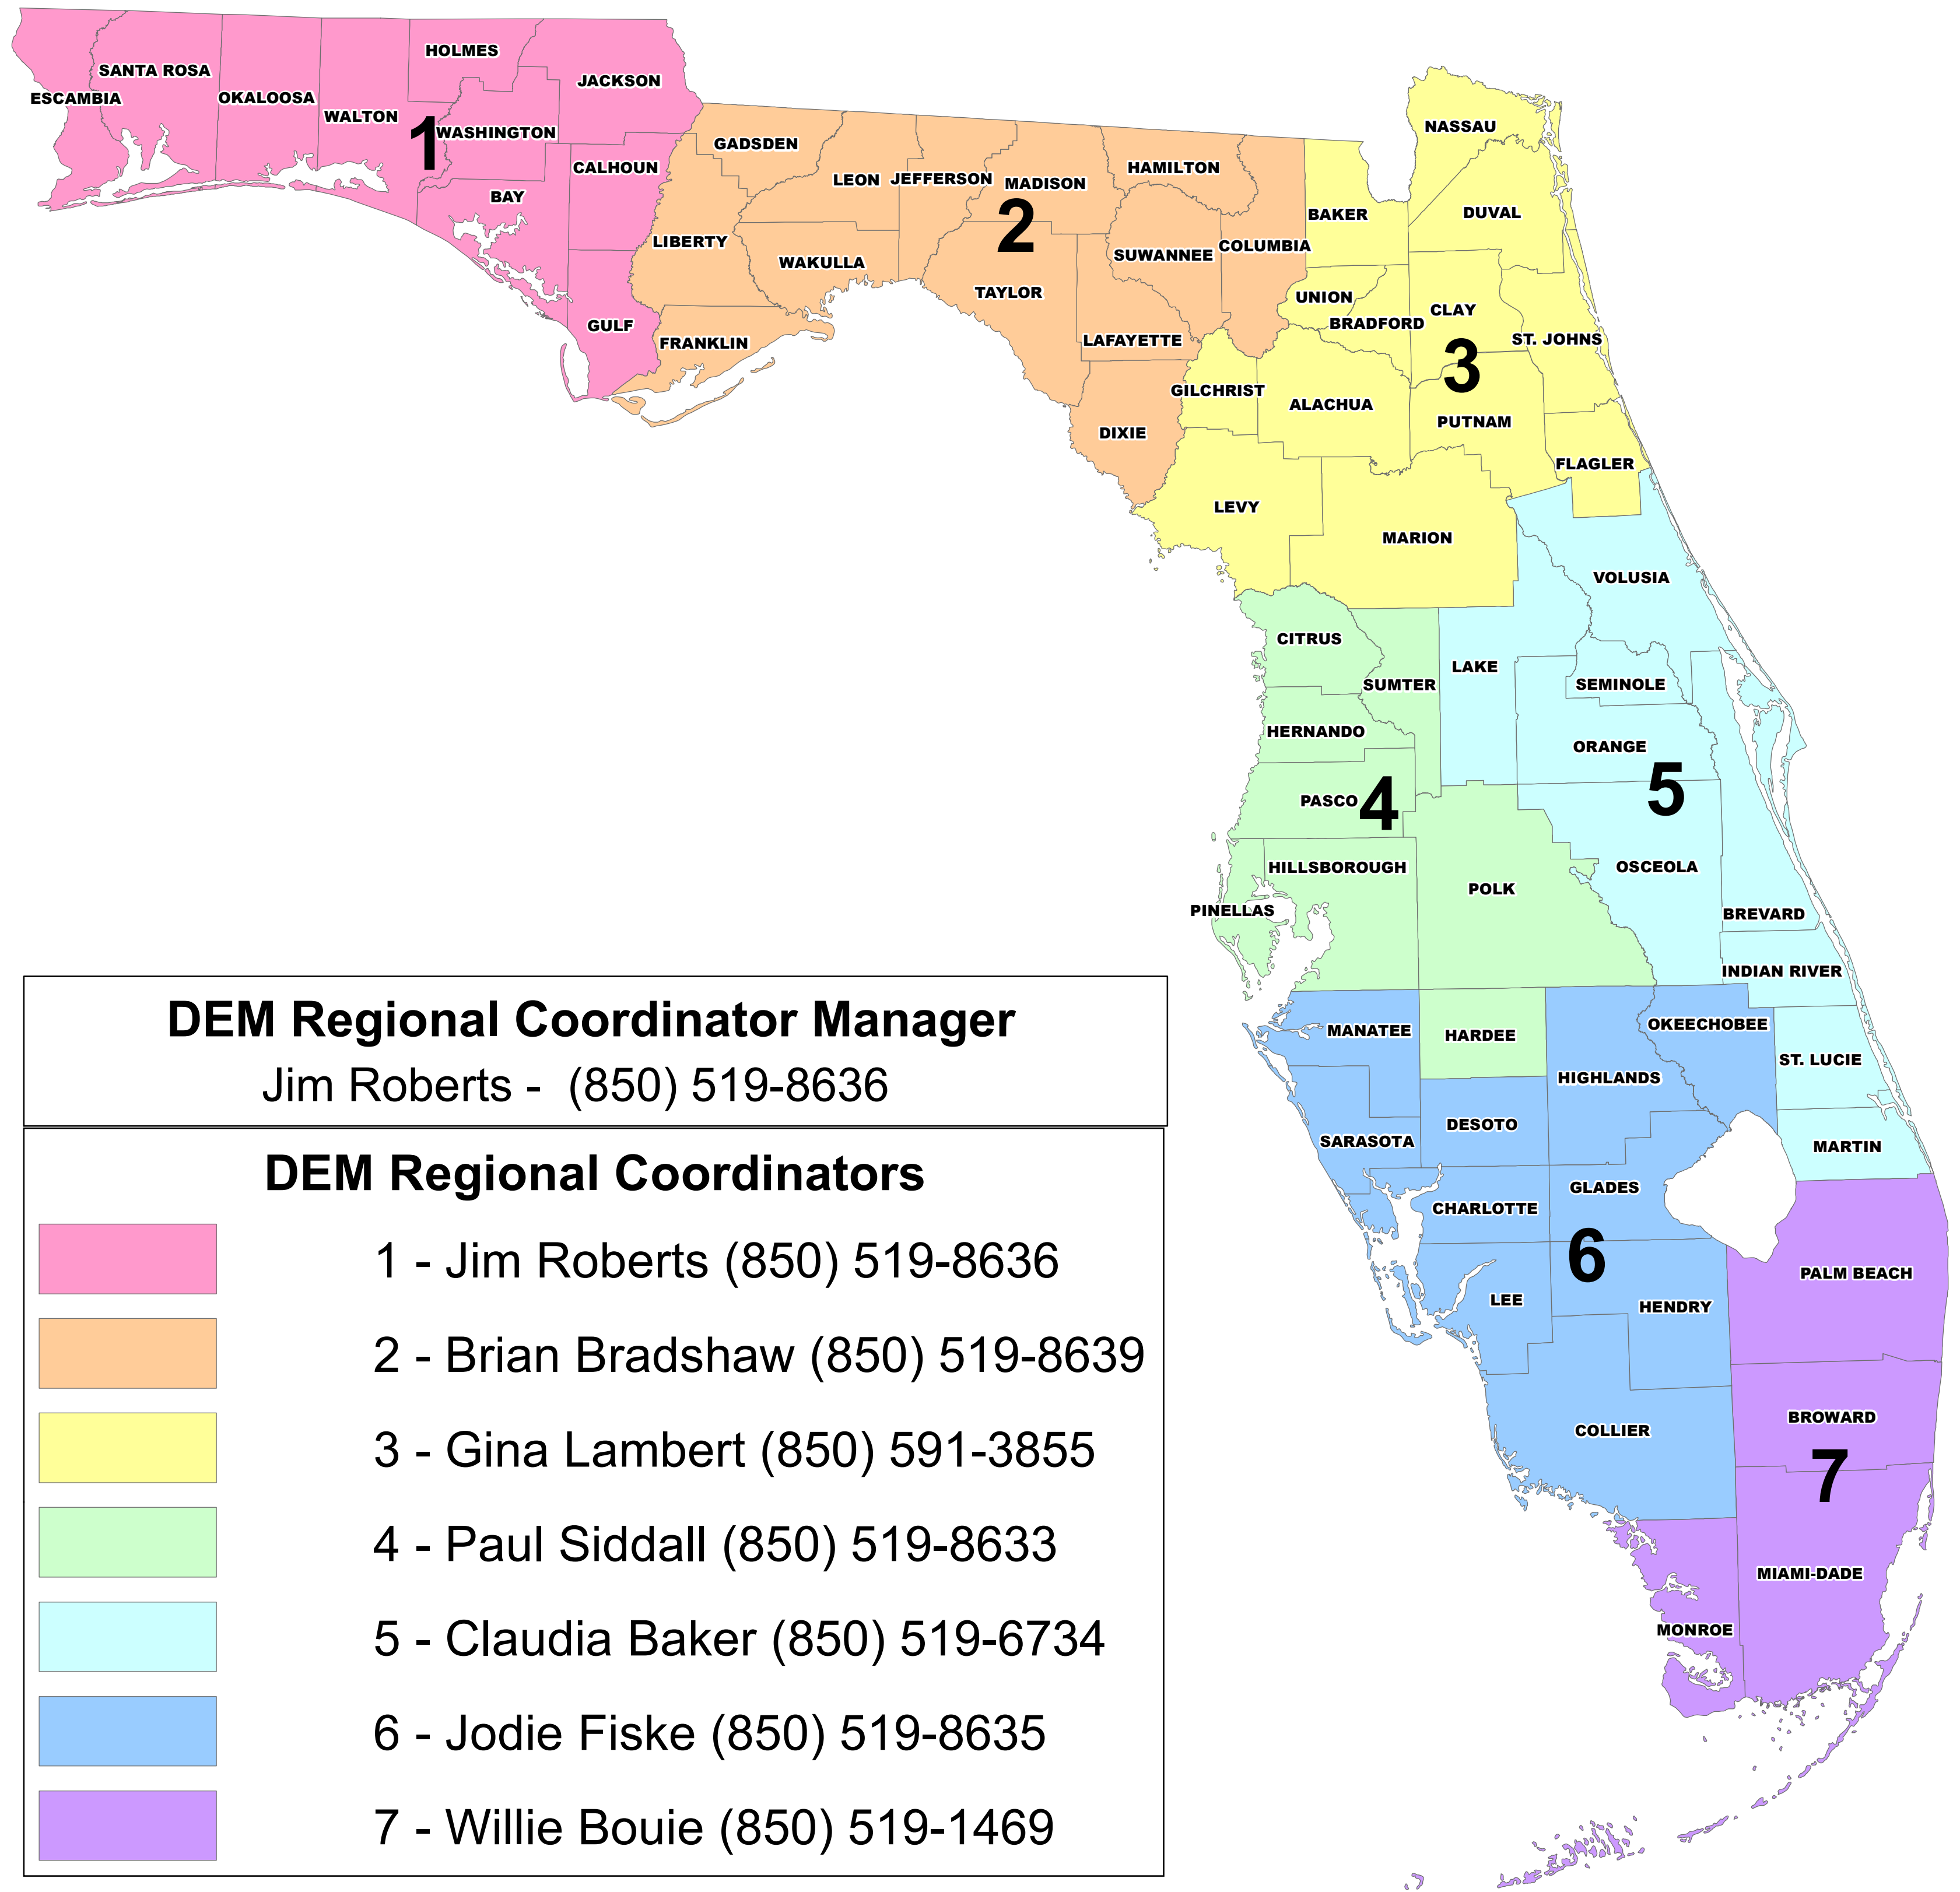 HOLMES
SANTA ROSA
JACKSON
ESCAMBIA
OKALOOSA
WALTON
1
WASHINGTON
CALHOUN
BAY
GULF
GADSDEN
LEON
JEFFERSON
MADISON
HAMILTON
2
LIBERTY
WAKULLA
SUWANNEE
COLUMBIA
TAYLOR
FRANKLIN
LAFAYETTE
DIXIE
NASSAU
BAKER
DUVAL
UNION
BRADFORD
CLAY
ST. JOHNS
3
GILCHRIST
ALACHUA
PUTNAM
FLAGLER
LEVY
MARION
CITRUS
SUMTER
HERNANDO
PASCO
4
HILLSBOROUGH
POLK
PINELLAS
HARDEE
VOLUSIA
LAKE
SEMINOLE
ORANGE
5
OSCEOLA
BREVARD
INDIAN RIVER
ST. LUCIE
MARTIN
MANATEE
OKEECHOBEE
HIGHLANDS
DESOTO
SARASOTA
GLADES
CHARLOTTE
6
LEE
HENDRY
COLLIER
PALM BEACH
BROWARD
7
MIAMI-DADE
MONROE
DEM Regional Coordinator Manager
Jim Roberts - (850) 519-8636
DEM Regional Coordinators
1 - Jim Roberts (850) 519-8636
2 - Brian Bradshaw (850) 519-8639
3 - Gina Lambert (850) 591-3855
4 - Paul Siddall (850) 519-8633
5 - Claudia Baker (850) 519-6734
6 - Jodie Fiske (850) 519-8635
7 - Willie Bouie (850) 519-1469